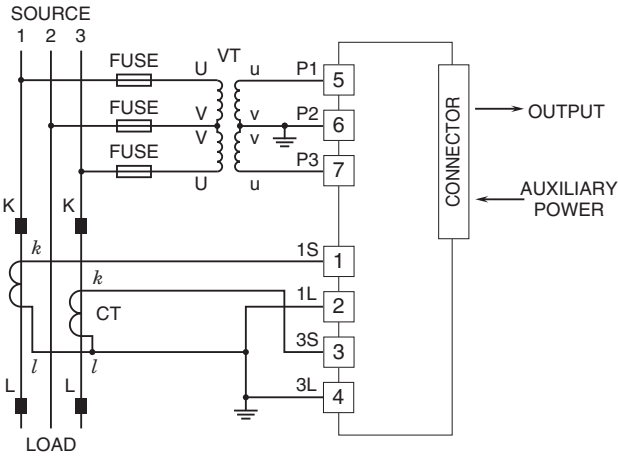 SOURCE
1 2 3
FUSE
VT
U u P1 5
FUSE
V v P2 6
V v
FUSE
U u P3 7
CONNECTOR
OUTPUT
AUXILIARY
POWER
K K
k 1S 1
k
1L 2
CT
3S 3
l l
L L 3L 4
LOAD